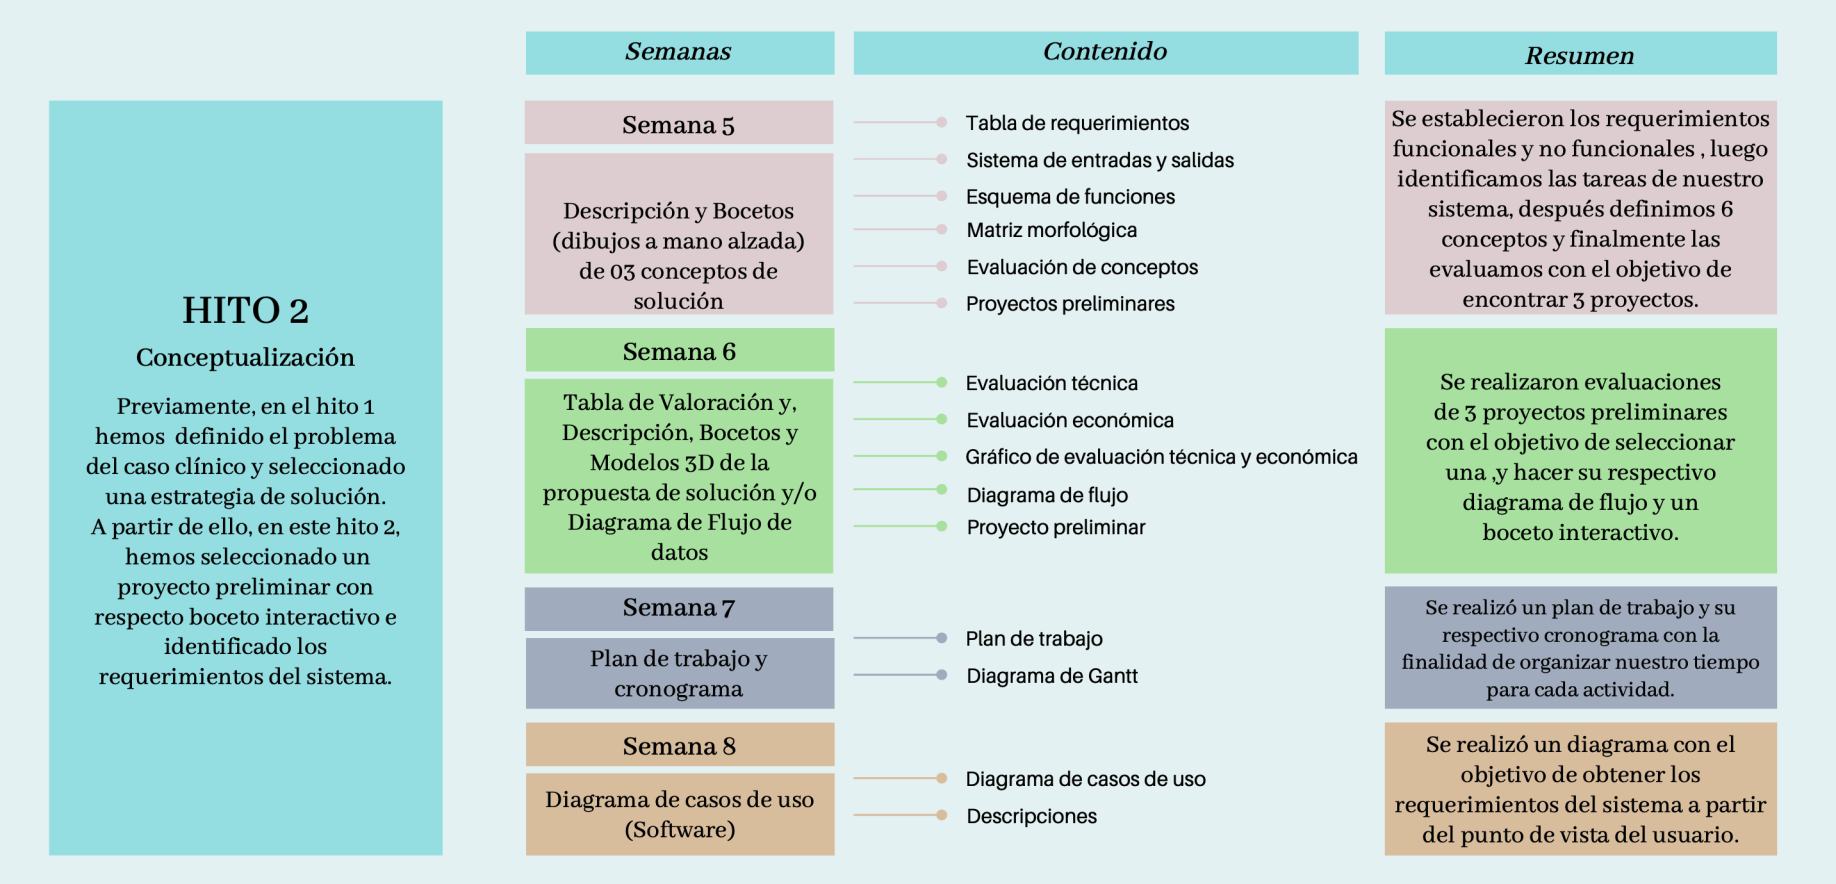 Semanas
Contenido
Resumen
HITO 2
Conceptualización
Previamente, en el hito 1
hemos definido el problema
del caso clínico y seleccionado
una estrategia de solución.
A partir de ello, en este hito 2,
hemos seleccionado un
proyecto preliminar con
respecto boceto interactivo e
identificado los
requerimientos del sistema.
Semana 5
Descripción y Bocetos
(dibujos a mano alzada)
de 03 conceptos de
solución
Tabla de requerimientos
Sistema de entradas y salidas
Esquema de funciones
Matriz morfológica
Evaluación de conceptos
Proyectos preliminares
Se establecieron los requerimientos
funcionales y no funcionales , luego
identificamos las tareas de nuestro
sistema, después definimos 6
conceptos y finalmente las
evaluamos con el objetivo de
encontrar 3 proyectos.
Semana 6
Tabla de Valoración y,
Descripción, Bocetos y
Modelos 3D de la
propuesta de solución y/o
Diagrama de Flujo de
datos
Evaluación técnica
Evaluación económica
Gráfico de evaluación técnica y económica
Diagrama de flujo
Proyecto preliminar
Se realizaron evaluaciones
de 3 proyectos preliminares
con el objetivo de seleccionar
una ,y hacer su respectivo
diagrama de flujo y un
boceto interactivo.
Semana 7
Plan de trabajo y
cronograma
Plan de trabajo
Diagrama de Gantt
Se realizó un plan de trabajo y su
respectivo cronograma con la
finalidad de organizar nuestro tiempo
para cada actividad.
Semana 8
Diagrama de casos de uso
(Software)
Diagrama de casos de uso
Descripciones
Se realizó un diagrama con el
objetivo de obtener los
requerimientos del sistema a partir
del punto de vista del usuario.